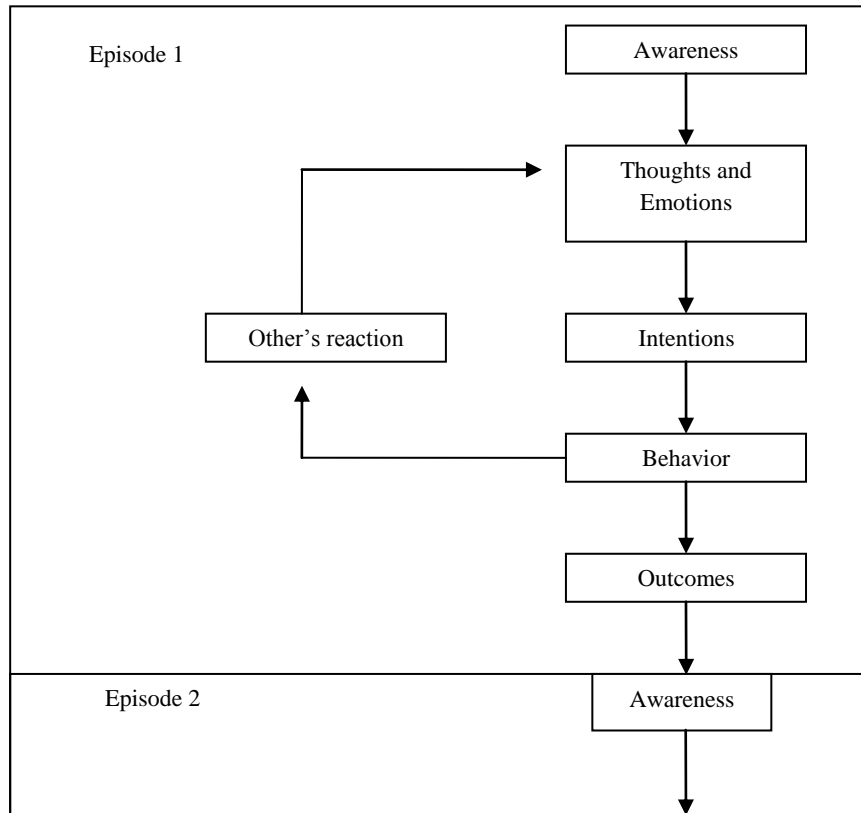 Episode 1
Awareness
Thoughts and
Emotions
Other’s reaction
Intentions
Behavior
Outcomes
Episode 2
Awareness